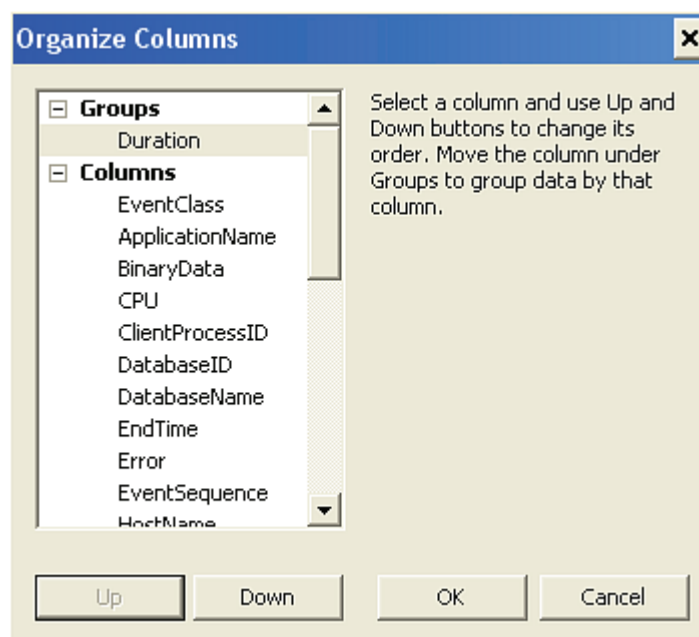 Organize Columns
Groups
Duration
Columns
EventClass
ApplicationName
BinaryData
CPU
ClientProcessID
DatabaseID
DatabaseName
EndTime
Error
EventSequence
HostName
Select a column and use Up and
Down buttons to change its
order. Move the column under
Groups to group data by that
column.
Up
Down
OK
Cancel